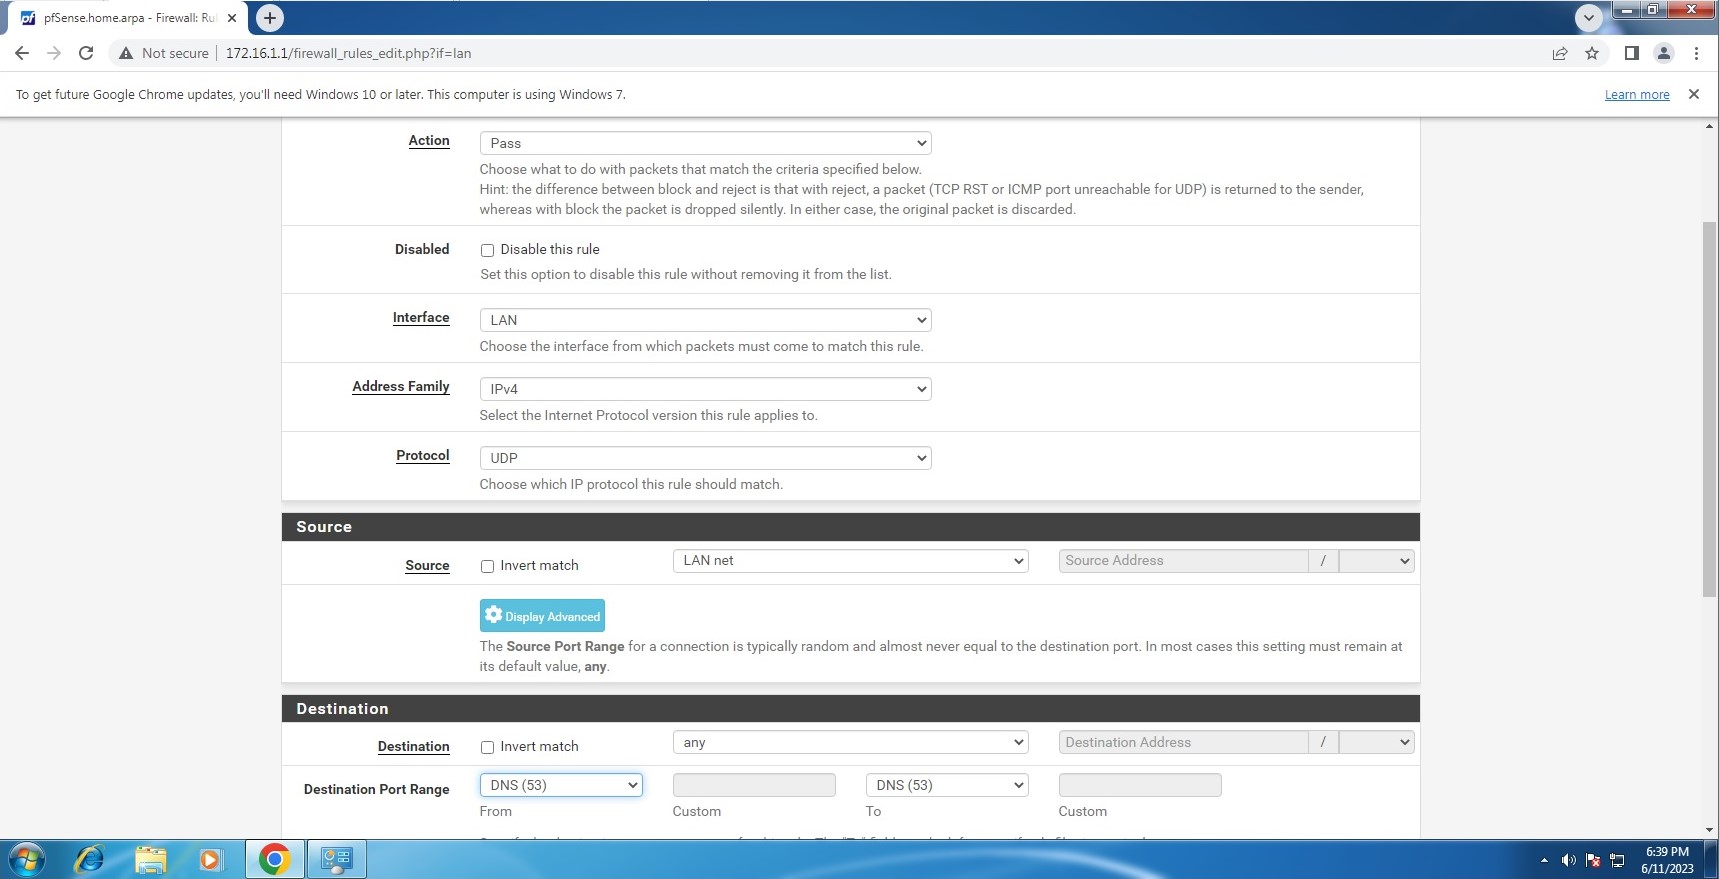 pfSense.home.arpa - Firewall: Rul
Not secure
172.16.1.1/firewall_rules_edit.php?if=lan
To get future Google Chrome updates, you'll need Windows 10 or later. This computer is using Windows 7.
Learn more
Action
Pass
Choose what to do with packets that match the criteria specified below.
Hint: the difference between block and reject is that with reject, a packet (TCP RST or ICMP port unreachable for UDP) is returned to the sender,
whereas with block the packet is dropped silently. In either case, the original packet is discarded.
Disabled
Disable this rule
Set this option to disable this rule without removing it from the list.
Interface
LAN
Choose the interface from which packets must come to match this rule.
Address Family
IPv4
Select the Internet Protocol version this rule applies to.
Protocol
UDP
Choose which IP protocol this rule should match.
Source
Source
Invert match
LAN net
Source Address
/
Display Advanced
The Source Port Range for a connection is typically random and almost never equal to the destination port. In most cases this setting must remain at
its default value, any.
Destination
Destination
Invert match
any
Destination Address
/
Destination Port Range
DNS (53)
DNS (53)
From
Custom
To
Custom
6:39 PM
6/11/2023